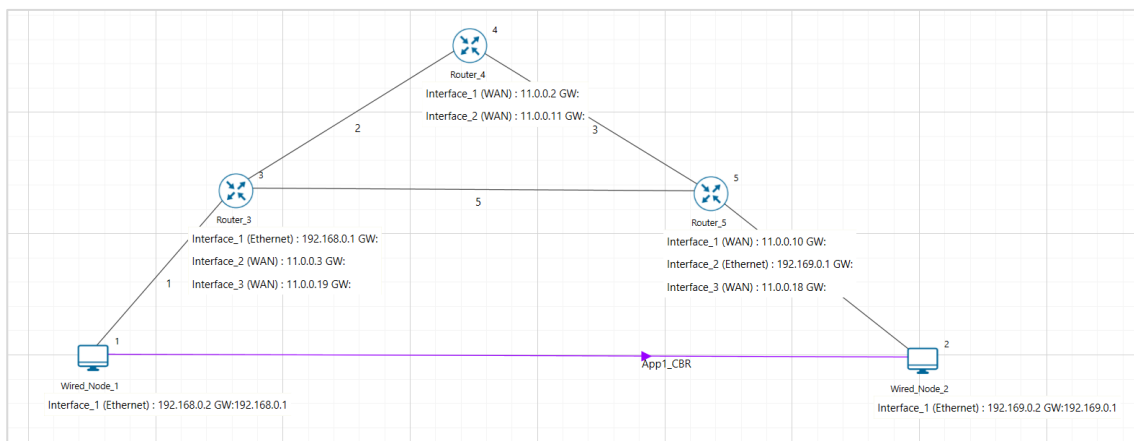 4
Router_4
Interface_1 (WAN) : 11.0.0.2 GW:
Interface_2 (WAN) : 11.0.0.11 GW:
2
3
3
5
5
Router_3
Router_5
Interface_1 (Ethernet) : 192.168.0.1 GW:
Interface_2 (WAN) : 11.0.0.3 GW:
Interface_3 (WAN) : 11.0.0.19 GW:
Interface_1 (WAN) : 11.0.0.10 GW:
Interface_2 (Ethernet) : 192.169.0.1 GW:
Interface_3 (WAN) : 11.0.0.18 GW:
1
1
2
App1_CBR
Wired_Node_1
Interface_1 (Ethernet) : 192.168.0.2 GW:192.168.0.1
Wired_Node_2
Interface_1 (Ethernet) : 192.169.0.2 GW:192.169.0.1